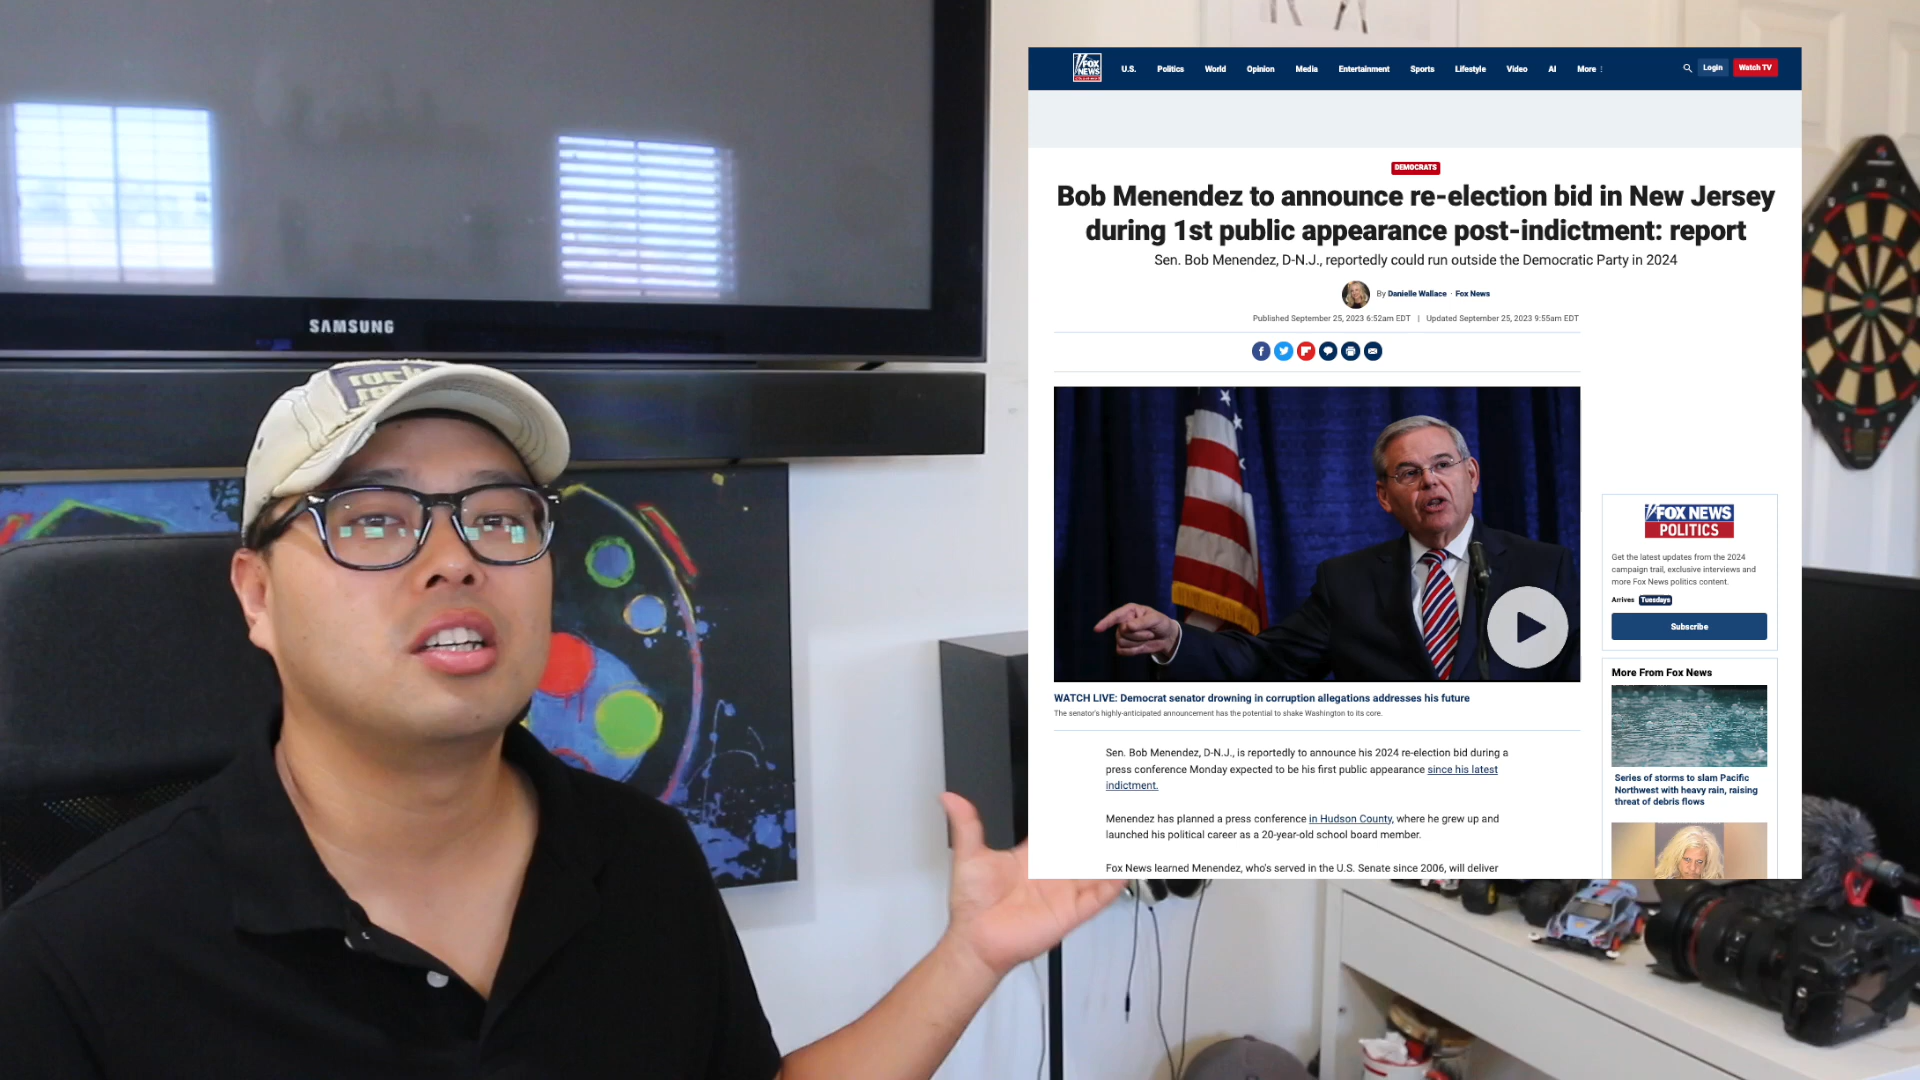 FOX
NEWS
U.S. Politics World Opinion Media Entertainment Sports Lifestyle Video AI More
Login
Watch TV
DEMOCRATS
Bob Menendez to announce re-election bid in New Jersey
during 1st public appearance post-indictment: report
Sen. Bob Menendez, D-N.J., reportedly could run outside the Democratic Party in 2024
By Danielle Wallace · Fox News
Published September 25, 2023 6:52am EDT | Updated September 25, 2023 9:55am EDT
WATCH LIVE: Democrat senator drowning in corruption allegations addresses his future
The senator's highly-anticipated announcement has the potential to shake Washington to its core.
Sen. Bob Menendez, D-N.J., is reportedly to announce his 2024 re-election bid during a
press conference Monday expected to be his first public appearance since his latest
indictment.
Menendez has planned a press conference in Hudson County, where he grew up and
launched his political career as a 20-year-old school board member.
Fox News learned Menendez, who's served in the U.S. Senate since 2006, will deliver
FOX NEWS
POLITICS
Get the latest updates from the 2024
campaign trail, exclusive interviews and
more Fox News politics content.
Arrives Tuesdays
Subscribe
More From Fox News
Series of storms to slam Pacific
Northwest with heavy rain, raising
threat of debris flows
SAMSUNG